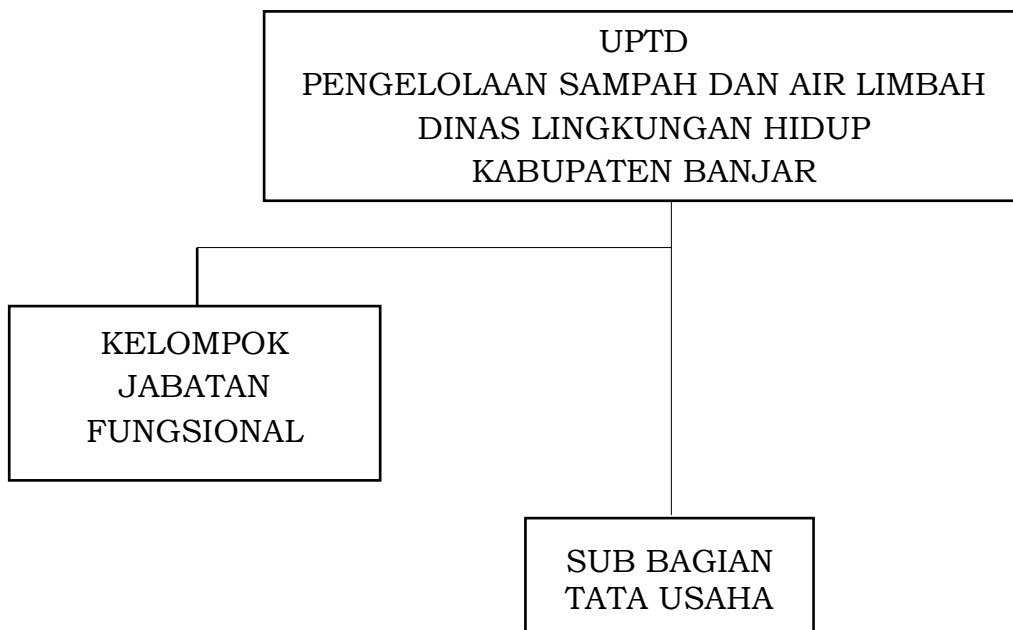 UPTD
PENGELOLAAN SAMPAH DAN AIR LIMBAH
DINAS LINGKUNGAN HIDUP
KABUPATEN BANJAR
KELOMPOK
JABATAN
FUNGSIONAL
SUB BAGIAN
TATA USAHA